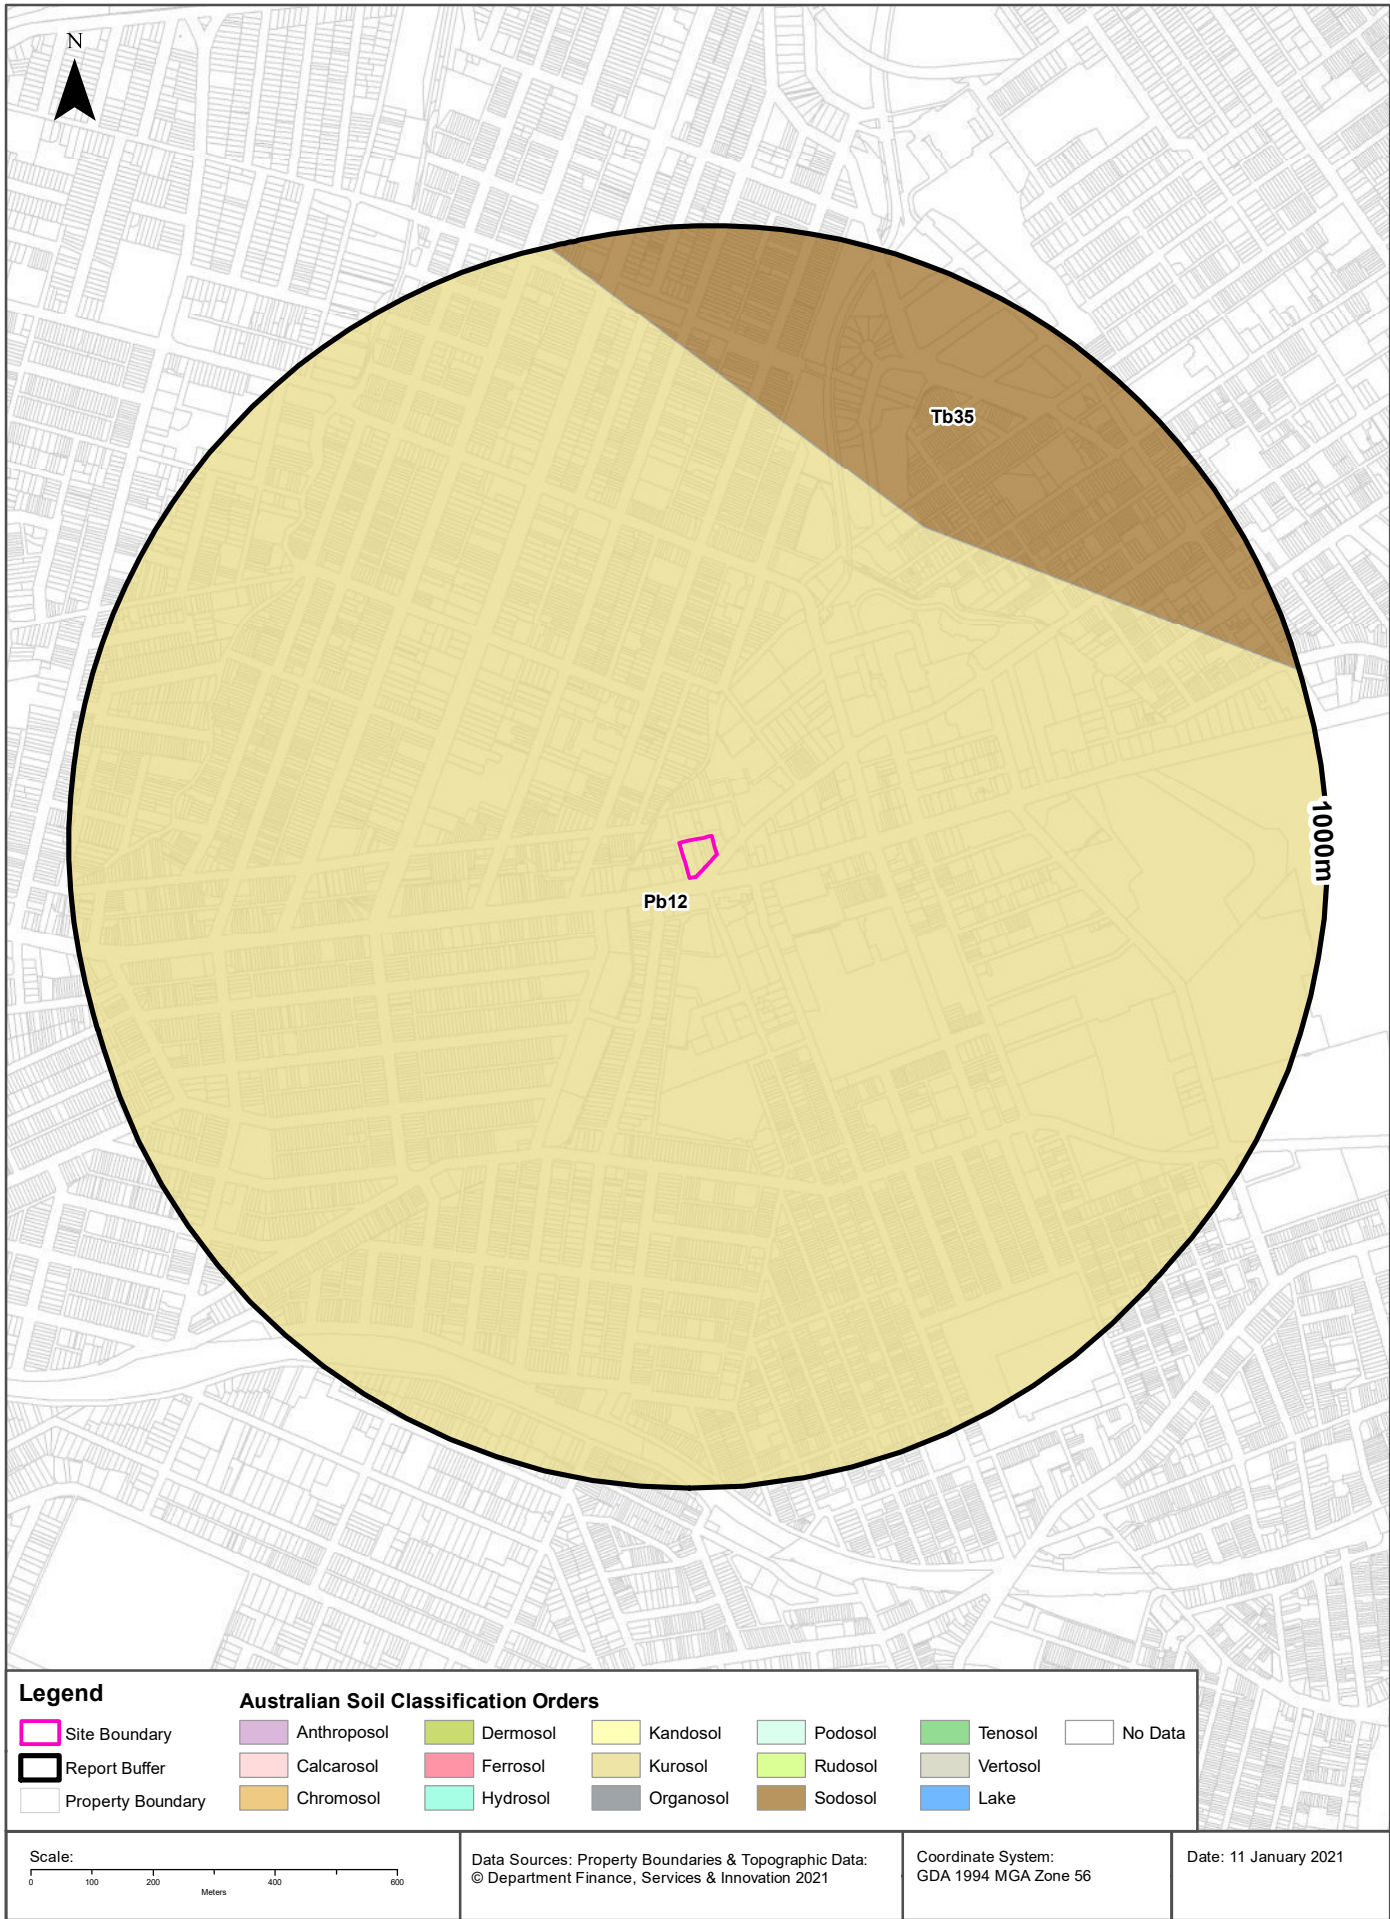 N
Tb35
1000m
Pb12
Legend
Site Boundary
Report Buffer
Property Boundary
Australian Soil Classification Orders
Anthroposol
Calcarosol
Chromosol
Dermosol
Ferrosol
Hydrosol
Kandosol
Kurosol
Organosol
Podosol
Rudosol
Sodosol
Tenosol
Vertosol
Lake
No Data
Scale:
0 100 200 400 600
Meters
Data Sources: Property Boundaries & Topographic Data:
© Department Finance, Services & Innovation 2021
Coordinate System:
GDA 1994 MGA Zone 56
Date: 11 January 2021